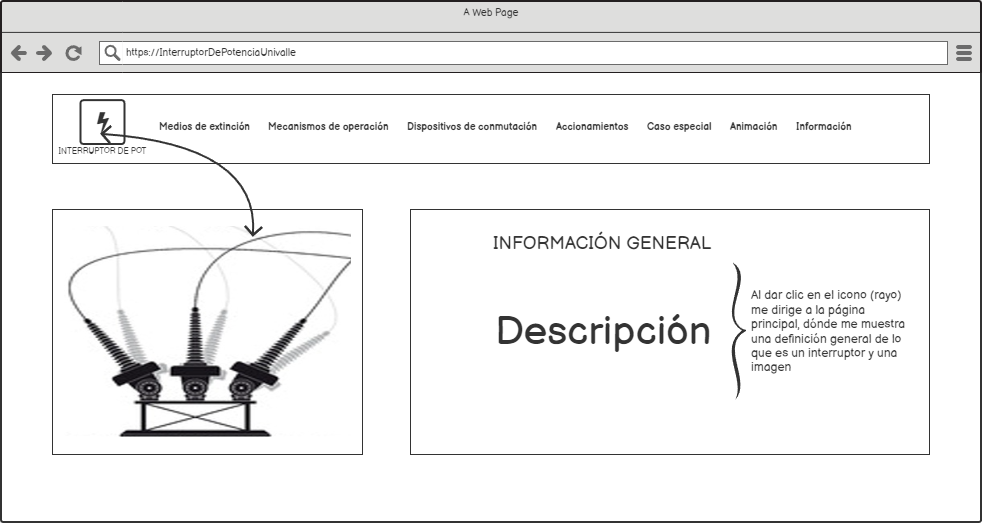 A Web Page
https://InterruptorDePotenciaUnivalle
Medios de extinción Mecanismos de operación Dispositivos de conmutación Accionamientos Caso especial Animación Información
INTERRUPTOR DE POT
INFORMACIÓN GENERAL
Descripción
Al dar clic en el icono (rayo)
me dirige a la página
principal, dónde me muestra
una definición general de lo
que es un interruptor y una
imagen